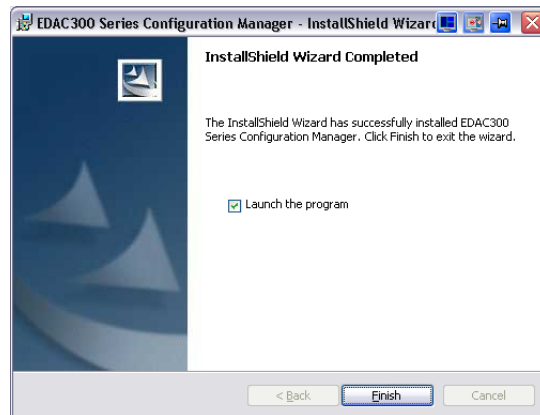 EDAC300 Series Configuration Manager - InstallShield Wizard
InstallShield Wizard Completed
The InstallShield Wizard has successfully installed EDAC300
Series Configuration Manager. Click Finish to exit the wizard.
Launch the program
< Back
Finish
Cancel